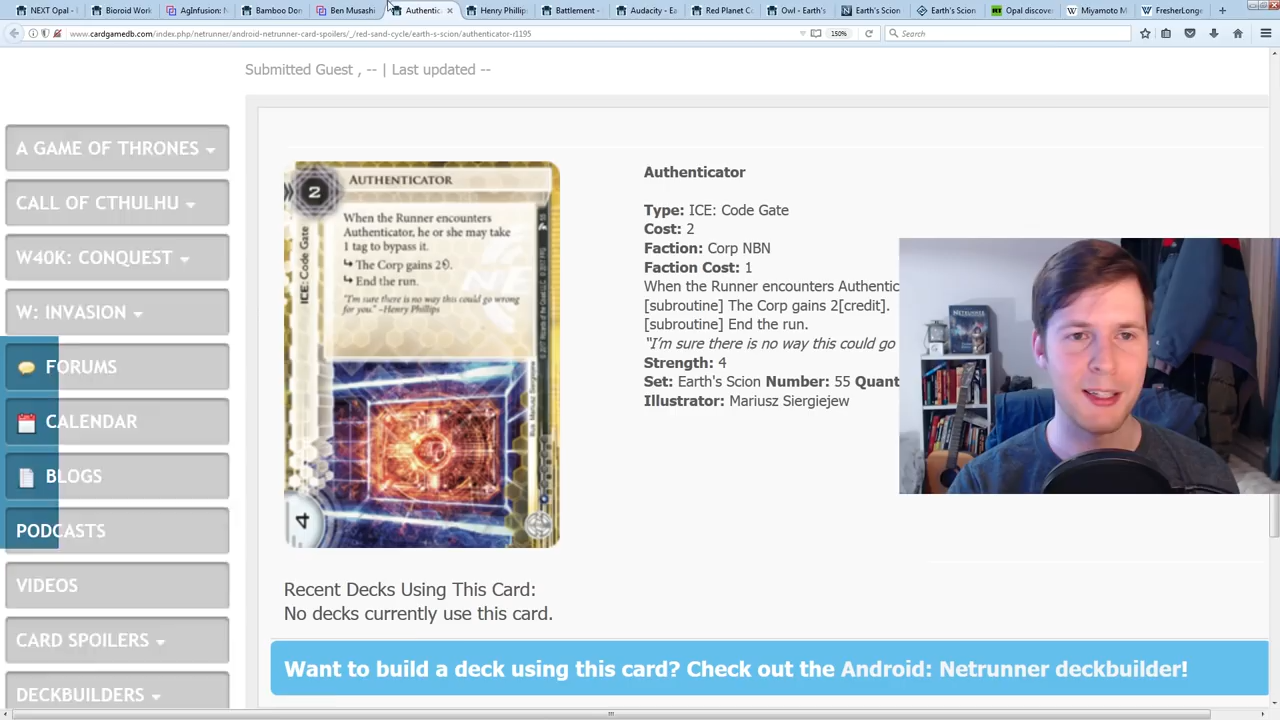 NEXT Opal -
Bioroid Work
AgInfusion: N
Bamboo Don
Ben Musashi
Authentic
Henry Phillip
Battlement -
Audacity - Ea
Red Planet C
Owl - Earth's
Earth's Scion
Earth's Scion
Opal discove
Miyamoto M
FresherLonge
www.cardgamedb.com/index.php/netrunner/android-netrunner-card-spoilers/_/red-sand-cycle/earth-s-scion/authenticator-r1195
150%
Search
Submitted Guest , -- | Last updated --
A GAME OF THRONES
CALL OF CTHULHU
W40K: CONQUEST
W: INVASION
FORUMS
CALENDAR
BLOGS
PODCASTS
VIDEOS
CARD SPOILERS
DECKBUILDERS
2
AUTHENTICATOR
ICE: Code Gate
When the Runner encounters
Authenticator, he or she may take
1 tag to bypass it.
The Corp gains 2
End the run.
"I'm sure there is no way this could go wrong
for you." –Henry Phillips
4
Authenticator
Type: ICE: Code Gate
Cost: 2
Faction: Corp NBN
Faction Cost: 1
When the Runner encounters Authentic
[subroutine] The Corp gains 2[credit].
[subroutine] End the run.
"I'm sure there is no way this could go
Strength: 4
Set: Earth's Scion Number: 55 Quant
Illustrator: Mariusz Siergiejew
NETRUNNER
Recent Decks Using This Card:
No decks currently use this card.
Want to build a deck using this card? Check out the Android: Netrunner deckbuilder!